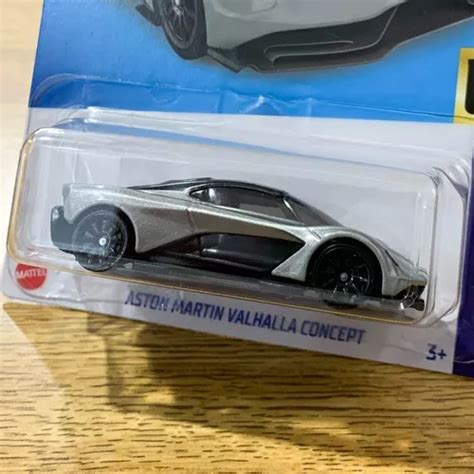 MATTEL
ASTON MARTIN VALHALLA CONCEPT
3+